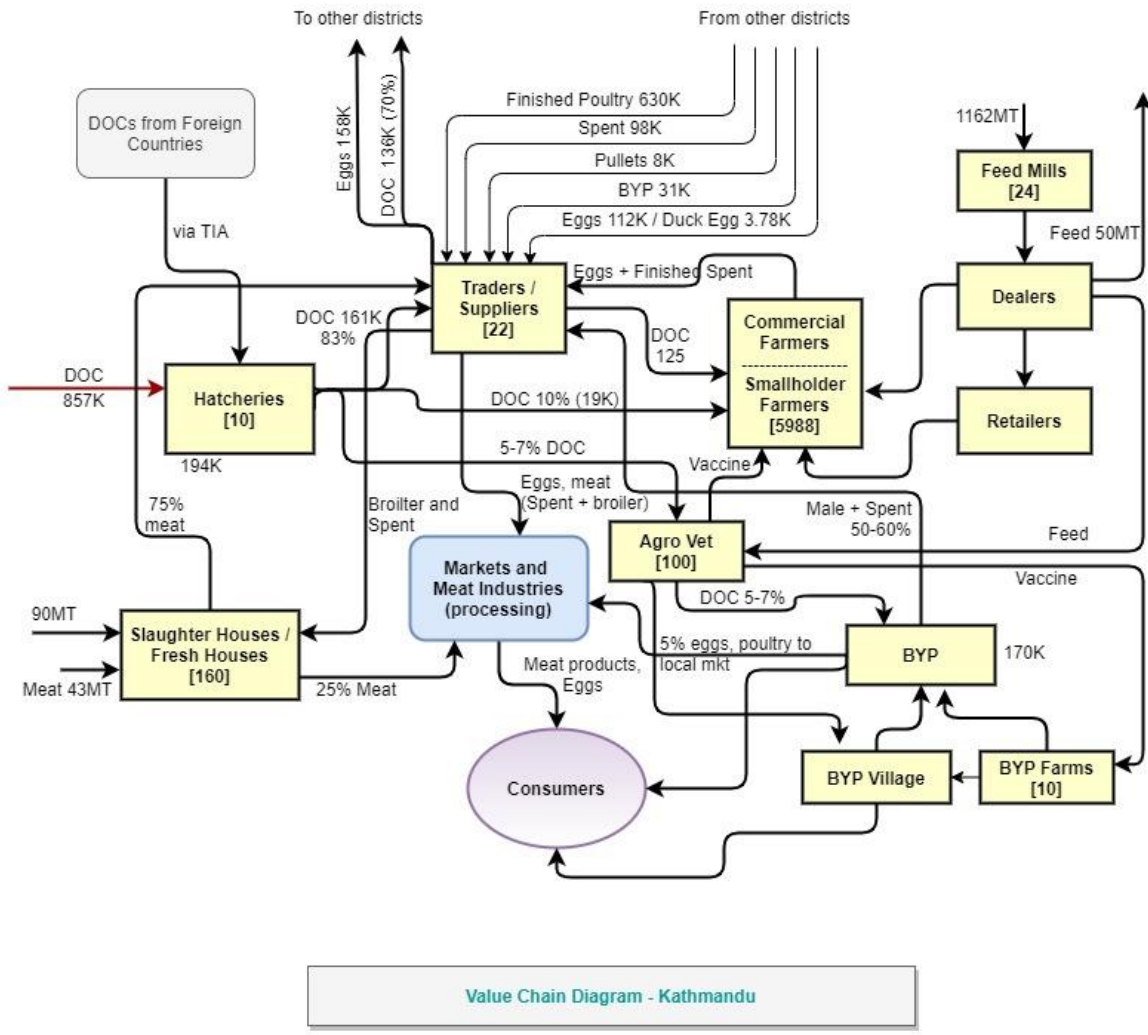 To other districts
From other districts
Eggs 158K
DOC 136K (70%)
Finished Poultry 630K
Spent 98K
Pullets 8K
BYP 31K
Eggs 112K / Duck Egg 3.78K
DOCs from Foreign
Countries
via TIA
1162MT
Feed Mills
[24]
Feed 50MT
Dealers
Retailers
Traders /
Suppliers
[22]
Eggs + Finished Spent
Commercial
Farmers
Smallholder
Farmers
[5988]
DOC 161K
83%
DOC
125
DOC
857K
Hatcheries
[10]
194K
DOC 10% (19K)
5-7% DOC
Vaccine
75%
meat
Broilter and
Spent
Eggs, meat
(Spent + broiler)
Male + Spent
50-60%
Agro Vet
[100]
Feed
Vaccine
Markets and
Meat Industries
(processing)
DOC 5-7%
90MT
Meat 43MT
Slaughter Houses /
Fresh Houses
[160]
25% Meat
5% eggs, poultry to
local mkt
BYP
170K
Meat products,
Eggs
Consumers
BYP Village
BYP Farms
[10]
Value Chain Diagram - Kathmandu